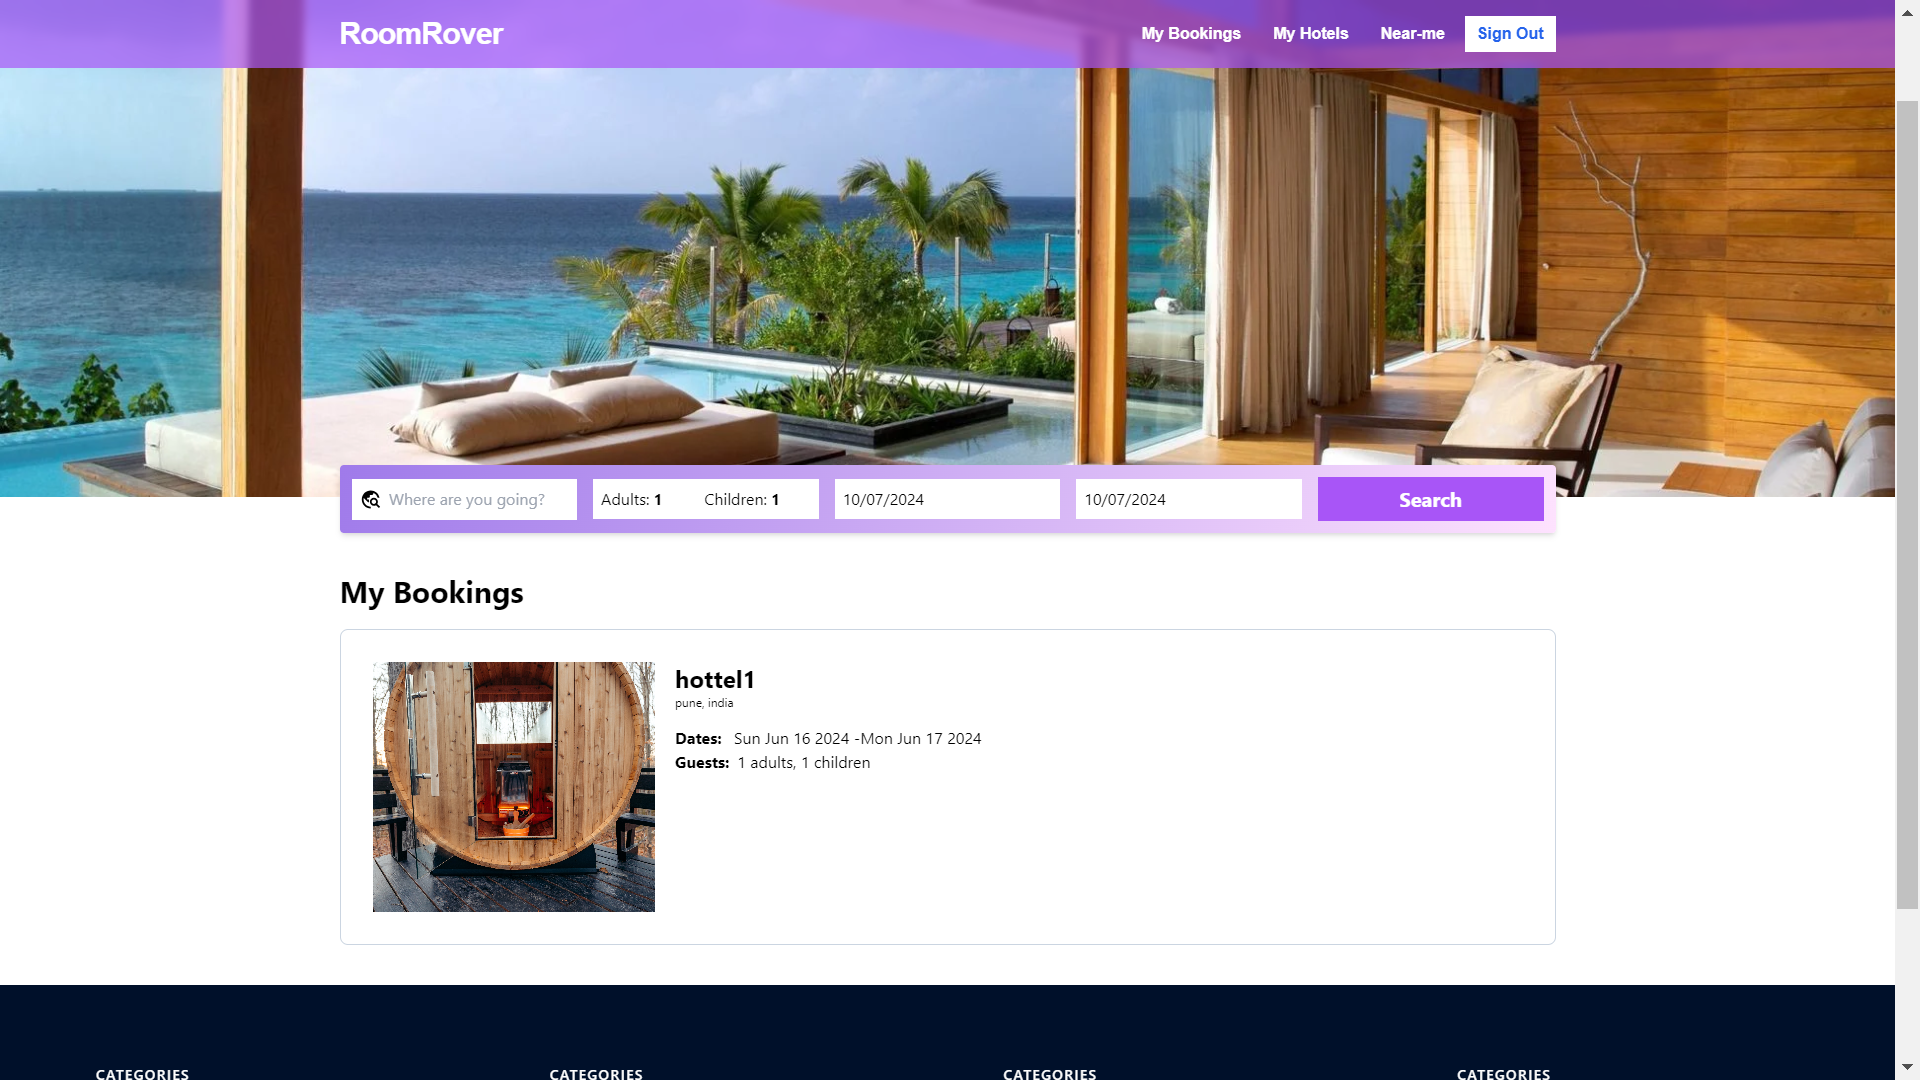 RoomRover
My Bookings
My Hotels
Near-me
Sign Out
Where are you going?
Adults: 1
Children: 1
10/07/2024
10/07/2024
Search
My Bookings
hottel1
pune, india
Dates: Sun Jun 16 2024 -Mon Jun 17 2024
Guests: 1 adults, 1 children
CATEGORIES
CATEGORIES
CATEGORIES
CATEGORIES